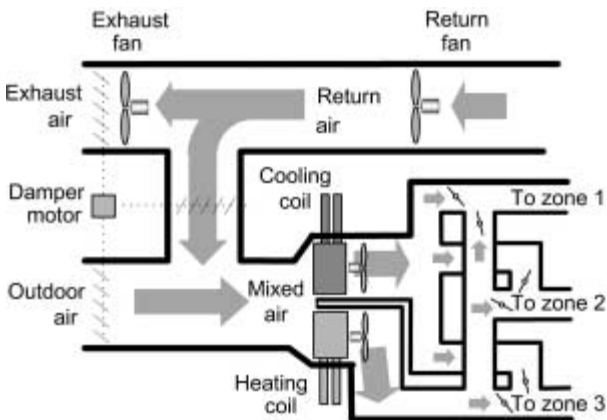 Exhaust
fan
Return
fan
Exhaust
air
Return
air
Damper
motor
Cooling
coil
To zone 1
Outdoor
air
Mixed
air
To zone 2
Heating
coil
To zone 3